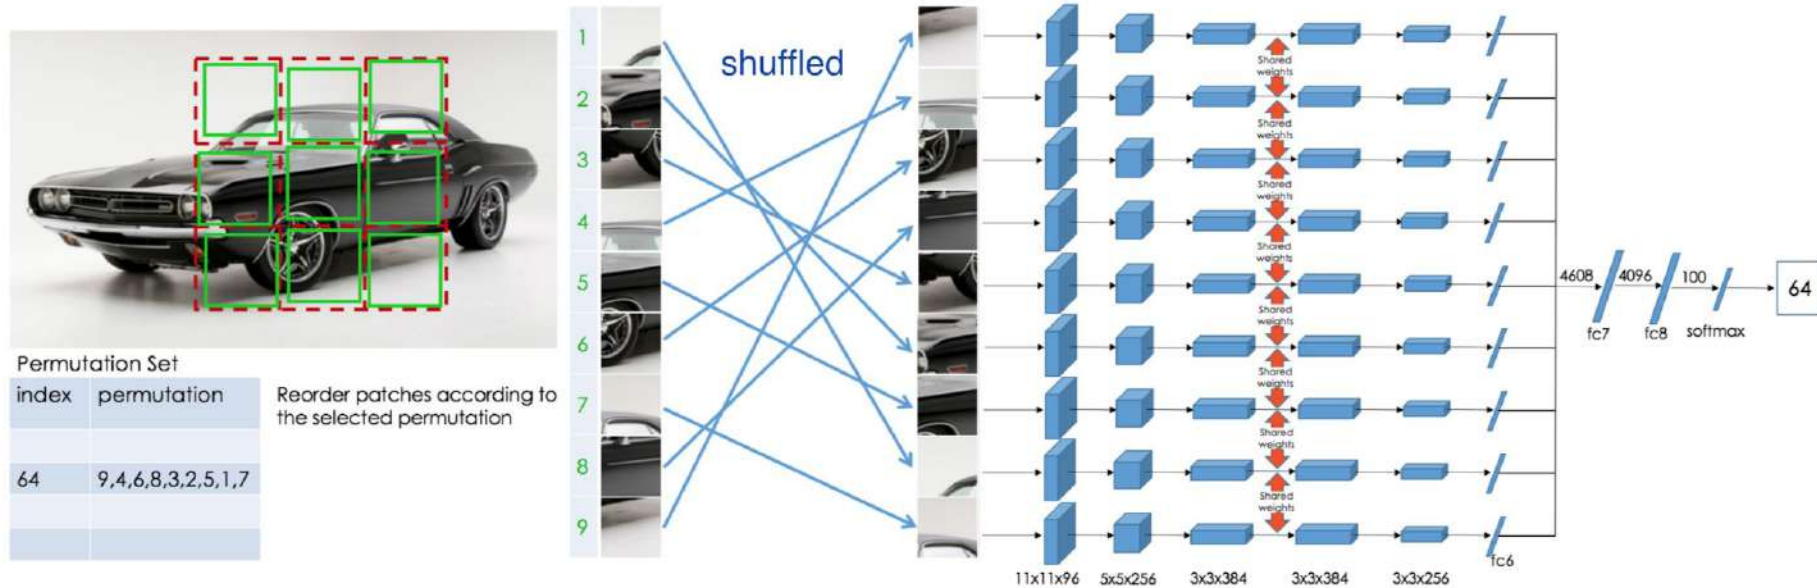 Permutation Set
index permutation
64 9,4,6,8,3,2,5,1,7
Reorder patches according to
the selected permutation
1
2
3
4
5
6
7
8
9
shuffled
Shared
weights
Shared
weights
Shared
weights
Shared
weights
Shared
weights
Shared
weights
Shared
weights
Shared
weights
11x11x96 5x5x256 3x3x384 3x3x384 3x3x256
fc6
4608
fc7
4096
fc8
100
softmax
64